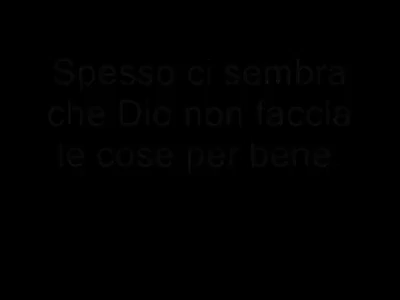 Spesso ci sembra
che Dio non faccia
le cose per bene